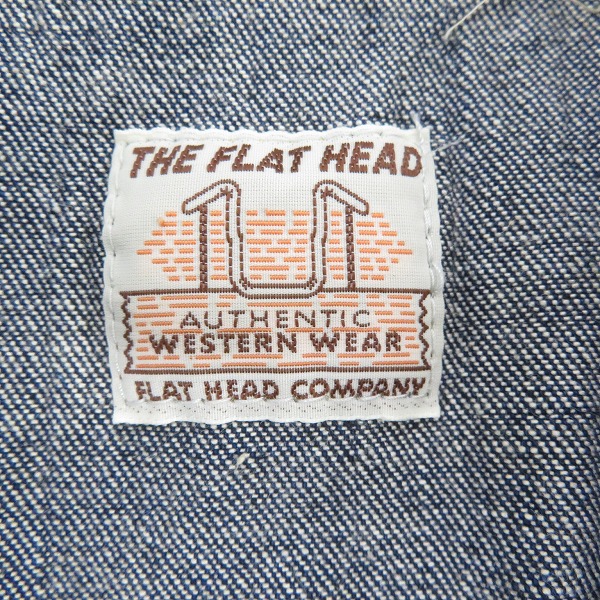 THE FLAT HEAD
AUTHENTIC
WESTERN WEAR
FLAT HEAD COMPANY